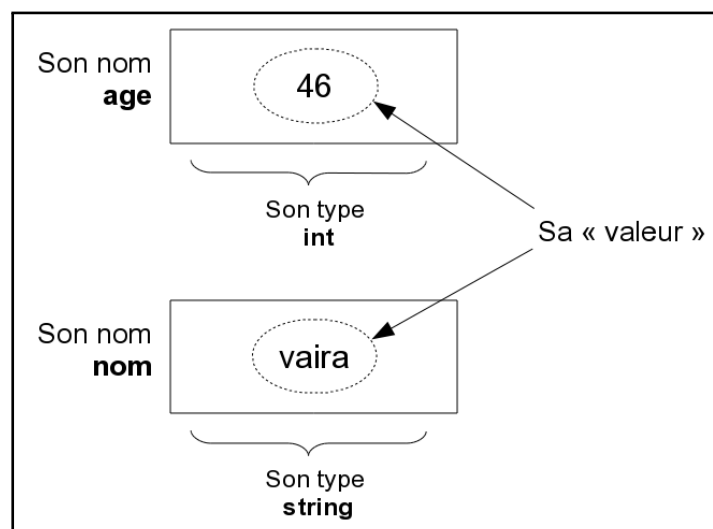 Son nom
age
46
Son type
int
Sa « valeur »
Son nom
nom
vaira
Son type
string